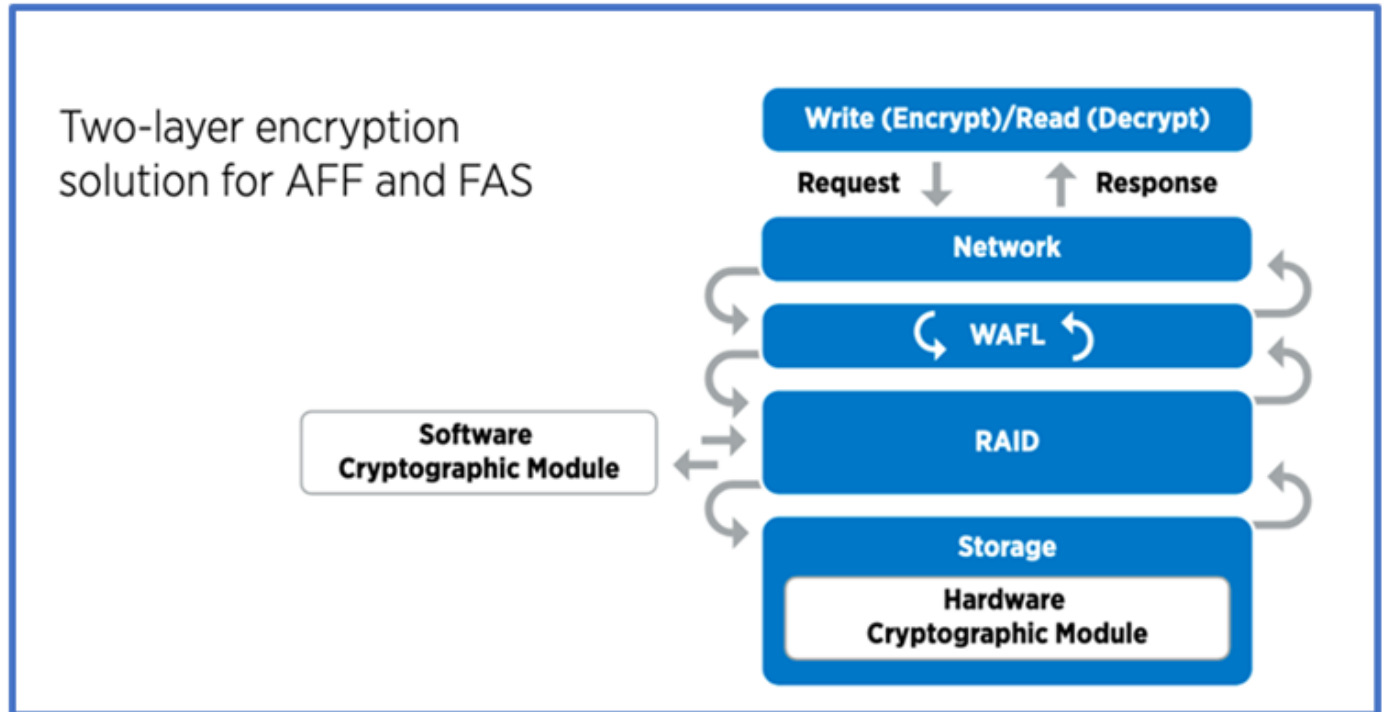 Two-layer encryption
solution for AFF and FAS
Write (Encrypt)/Read (Decrypt)
Request
Response
Network
WAFL
RAID
Software
Cryptographic Module
Storage
Hardware
Cryptographic Module